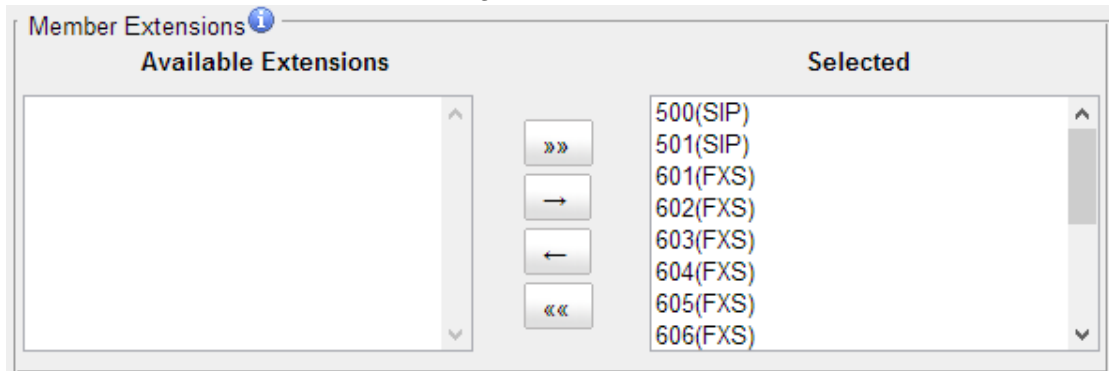 Member Extensions
Available Extensions
Selected
500(SIP)
501(SIP)
601(FXS)
602(FXS)
603(FXS)
604(FXS)
605(FXS)
606(FXS)
»»
→
←
««